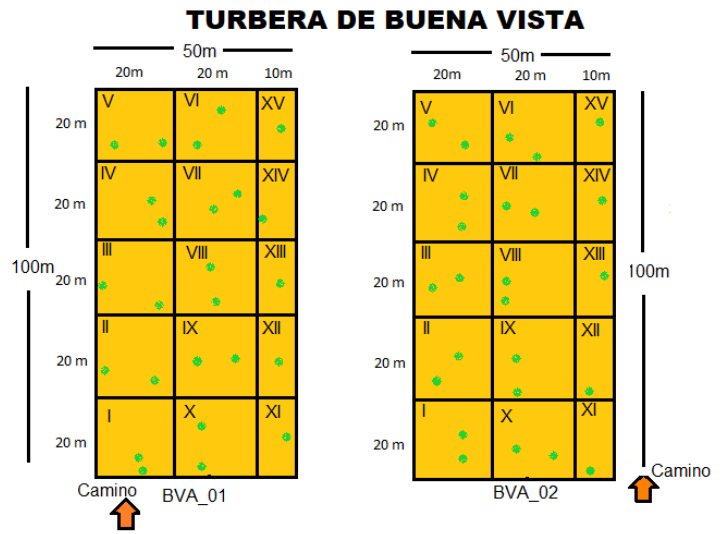 TURBERA DE BUENA VISTA
50m
20m 20 m 10m
V VI XV
20 m
IV VII XIV
20 m
III VIII XIII
100m
20 m
II IX XII
20 m
I X XI
20 m
Camino
BVA_01
50m
20m 20 m 10m
V VI XV
20 m
IV VII XIV
20 m
III VIII XIII
20 m
100m
II IX XII
20 m
I X XI
20 m
Camino
BVA_02